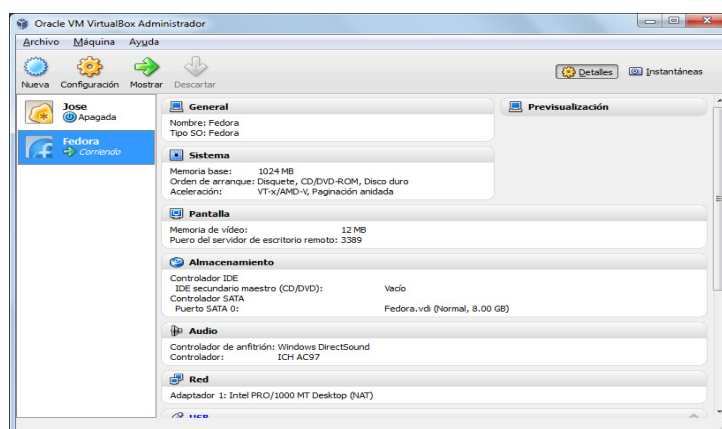 Oracle VM VirtualBox Administrador
Archivo Máquina Ayuda
Nueva Configuración Mostrar Descartar
Detalles Instantáneas
Jose
Apagada
Fedora
Corriendo
General
Nombre: Fedora
Tipo SO: Fedora
Previsualización
Sistema
Memoria base: 1024 MB
Orden de arranque: Disquete, CD/DVD-ROM, Disco duro
Aceleración: VT-x/AMD-V, Paginación anidada
Pantalla
Memoria de vídeo: 12 MB
Puero del servidor de escritorio remoto: 3389
Almacenamiento
Controlador IDE
IDE secundario maestro (CD/DVD): Vacío
Controlador SATA
Puerto SATA 0: Fedora.vdi (Normal, 8.00 GB)
Audio
Controlador de anfitrión: Windows DirectSound
Controlador: ICH AC97
Red
Adaptador 1: Intel PRO/1000 MT Desktop (NAT)
USB